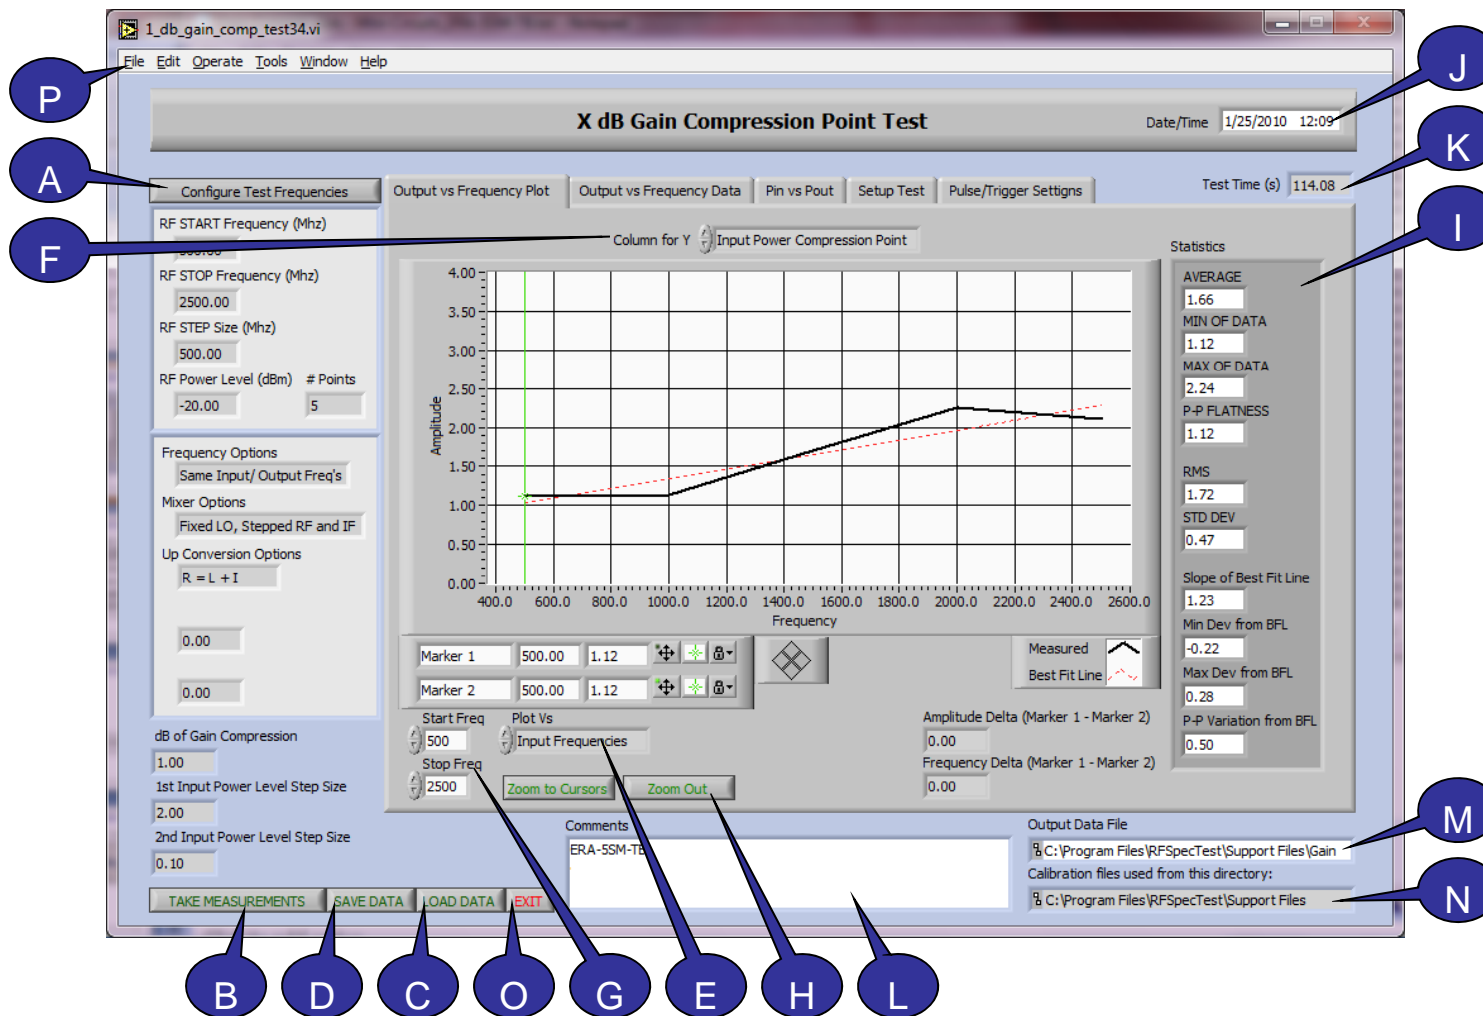 1_db_gain_comp_test34.vi
File Edit Operate Tools Window Help
P
J
X dB Gain Compression Point Test
Date/Time 1/25/2010 12:09
A
K
Configure Test Frequencies
Output vs Frequency Plot Output vs Frequency Data Pin vs Pout Setup Test Pulse/Trigger Settigns
Test Time (s) 114.08
F
I
RF START Frequency (Mhz)
RF STOP Frequency (Mhz)
2500.00
RF STEP Size (Mhz)
500.00
RF Power Level (dBm) # Points
-20.00 5
Frequency Options
Same Input/ Output Freq's
Mixer Options
Fixed LO, Stepped RF and IF
Up Conversion Options
R = L + I
0.00
0.00
dB of Gain Compression
1.00
1st Input Power Level Step Size
2.00
2nd Input Power Level Step Size
0.10
Column for Y Input Power Compression Point
Amplitude
4.00
3.50
3.00
2.50
2.00
1.50
1.00
0.50
0.00
400.0 600.0 800.0 1000.0 1200.0 1400.0 1600.0 1800.0 2000.0 2200.0 2400.0 2600.0
Frequency
Marker 1 500.00 1.12
Marker 2 500.00 1.12
Measured
Best Fit Line
Start Freq Plot Vs
500 Input Frequencies
Stop Freq
2500 Zoom to Cursors Zoom Out
Amplitude Delta (Marker 1 - Marker 2)
0.00
Frequency Delta (Marker 1 - Marker 2)
0.00
Statistics
AVERAGE
1.66
MIN OF DATA
1.12
MAX OF DATA
2.24
P-P FLATNESS
1.12
RMS
1.72
STD DEV
0.47
Slope of Best Fit Line
1.23
Min Dev from BFL
-0.22
Max Dev from BFL
0.28
P-P Variation from BFL
0.50
Comments
ERA-5SM-TB
Output Data File
C:\Program Files\RFSpecTest\Support Files\Gain
Calibration files used from this directory:
C:\Program Files\RFSpecTest\Support Files
M
N
TAKE MEASUREMENTS SAVE DATA LOAD DATA EXIT
B D C O G E H L